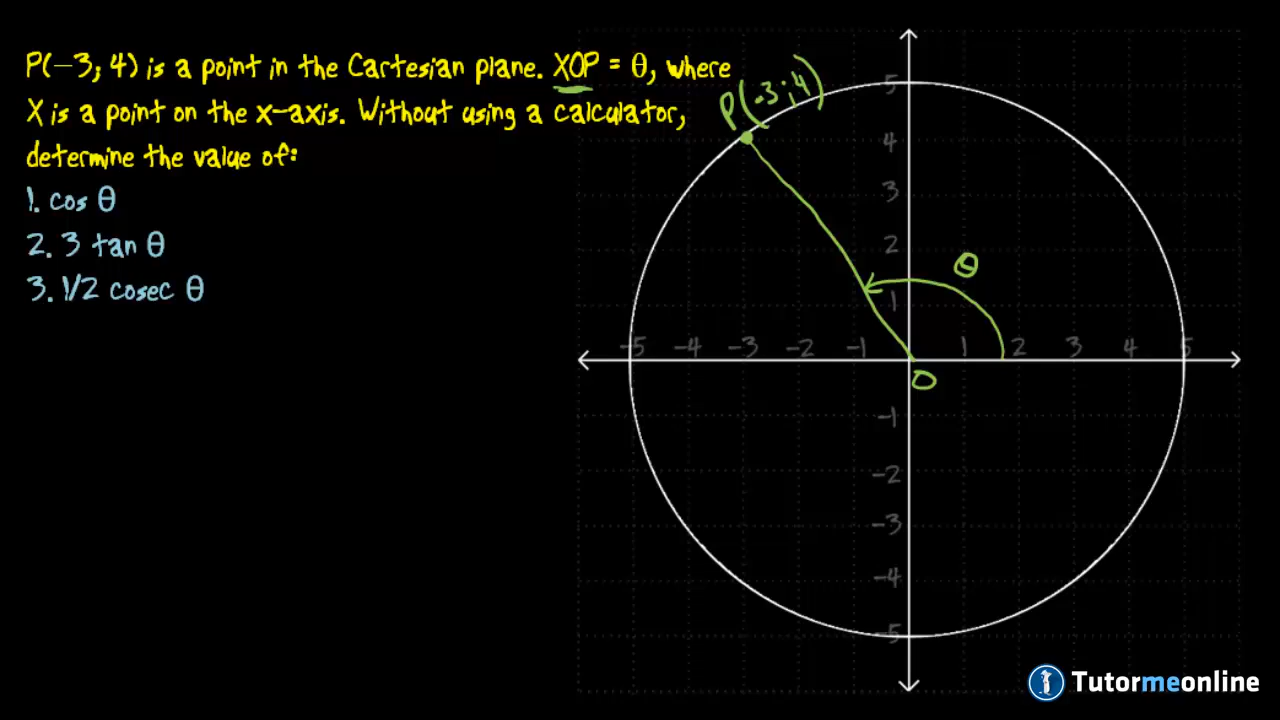 P(−3; 4) is a point in the Cartesian plane. XOP = θ, where
X is a point on the x-axis. Without using a calculator,
determine the value of:
1. cos θ
2. 3 tan θ
3. 1/2 cosec θ
P(-3;4)
5
4
3
2
θ
1
-5 -4 -3 -2 -1 1 2 3 4 5
O
-1
-2
-3
-4
-5
Tutormeonline